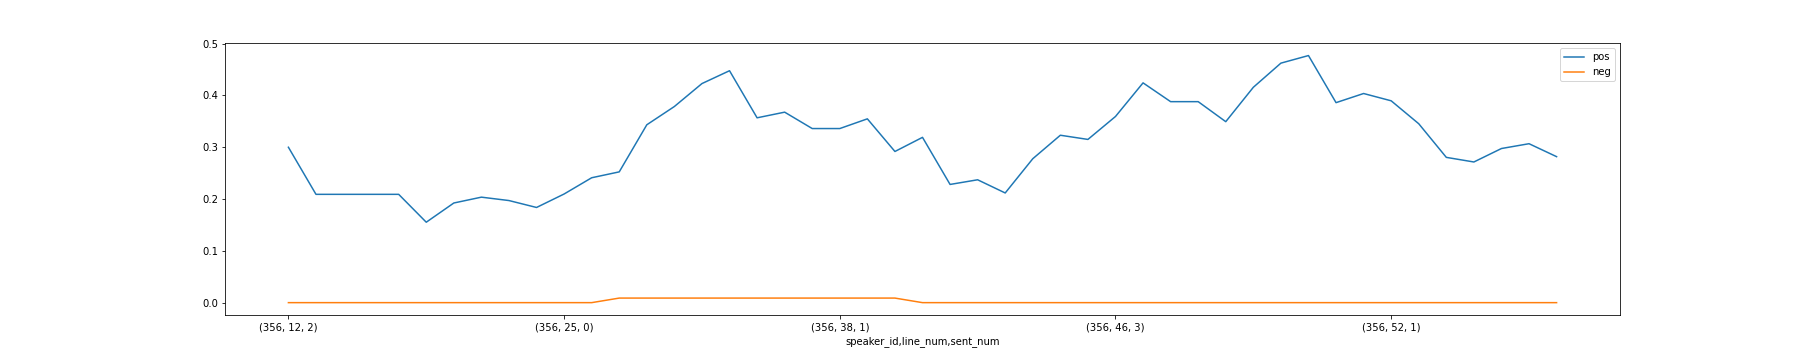 0.5
0.4
0.3
0.2
0.1
0.0
pos
neg
(356, 12, 2) (356, 25, 0) (356, 38, 1) (356, 46, 3) (356, 52, 1)
speaker_id,line_num,sent_num